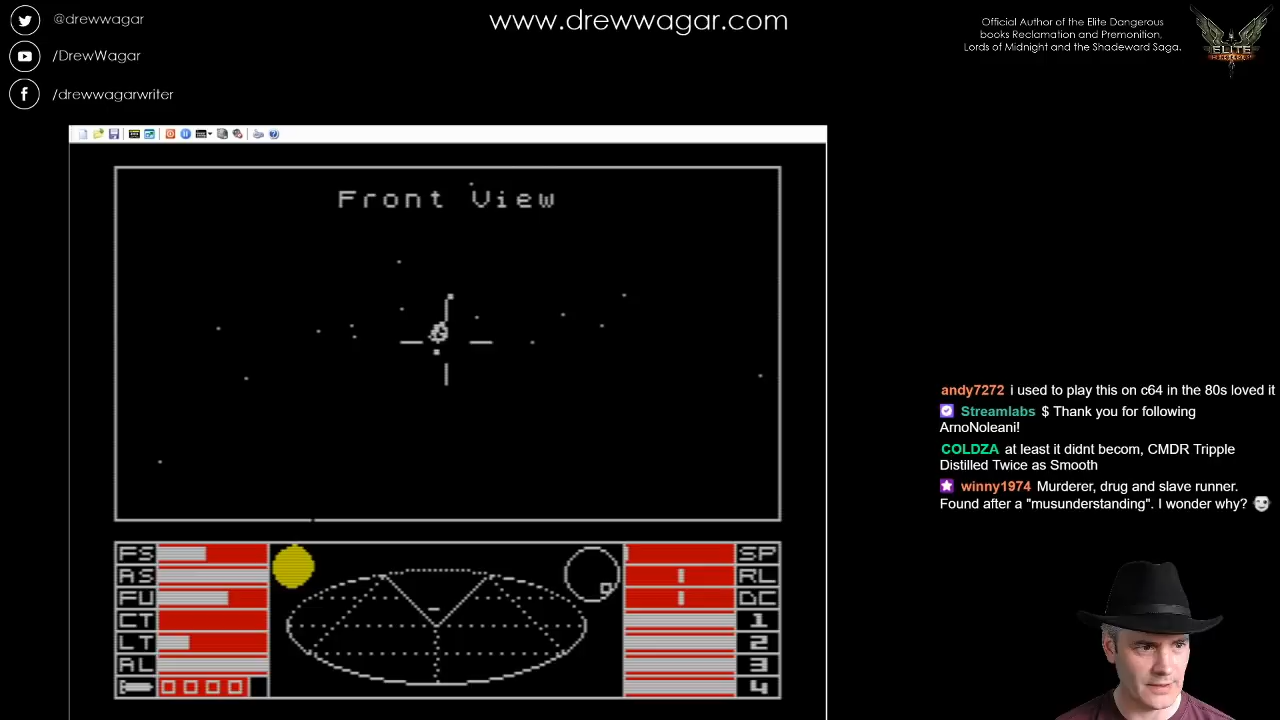 @drewwagar
/DrewWagar
/drewwagarwriter
www.drewwagar.com
Official Author of the Elite Dangerous
books Reclamation and Premonition,
Lords of Midnight and the Shadeward Saga.
ELITE
Front View
FS
AS
FU
CT
LT
AL
SP
RL
DC
1
2
3
4
andy7272 i used to play this on c64 in the 80s loved it
Streamlabs $ Thank you for following
ArnoNoleani!
COLDZA at least it didnt becom, CMDR Tripple
Distilled Twice as Smooth
winny1974 Murderer, drug and slave runner.
Found after a "musunderstanding". I wonder why?